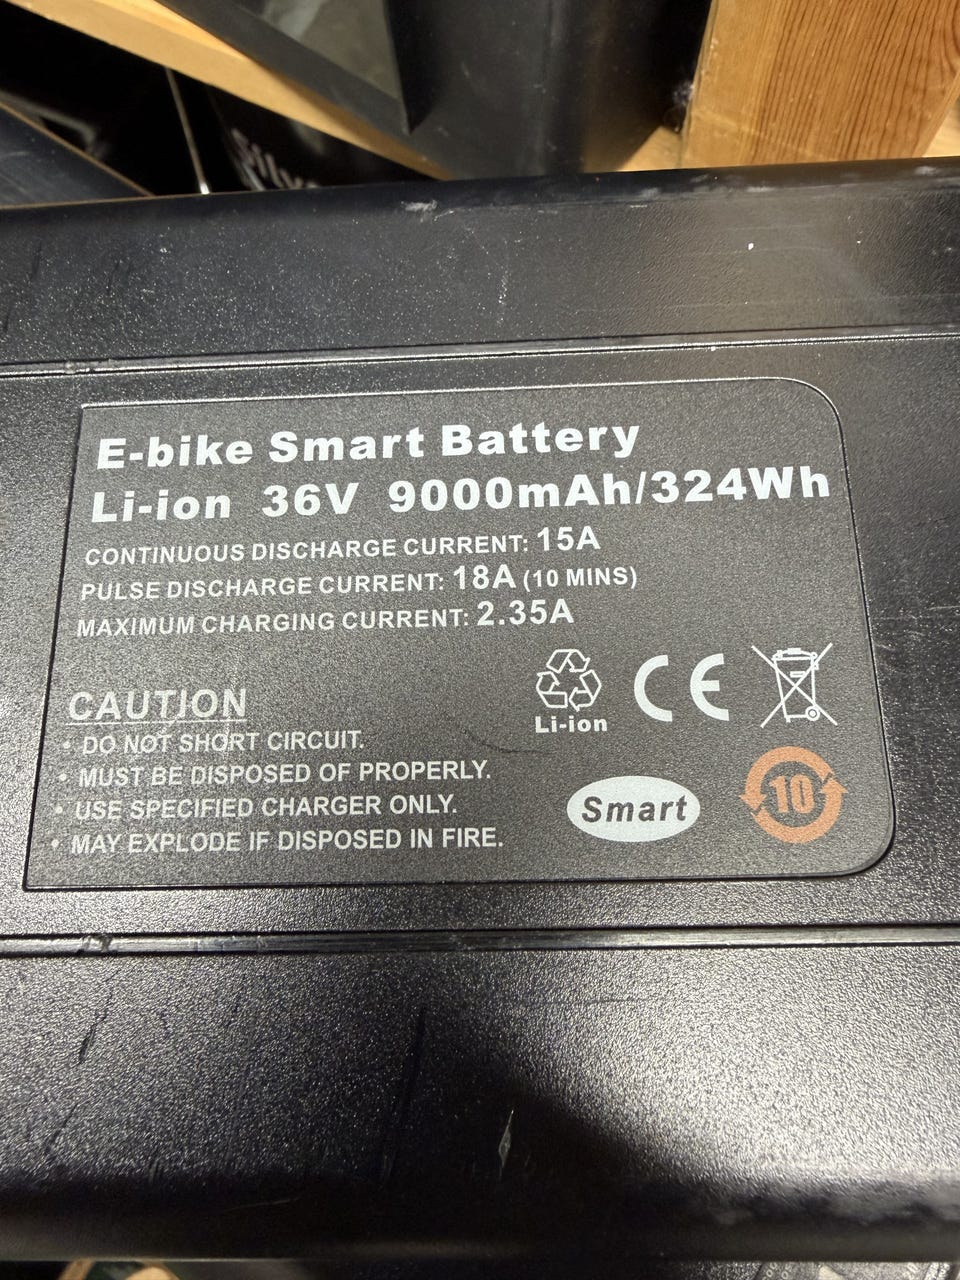 E-bike Smart Battery
Li-ion 36V 9000mAh/324Wh
CONTINUOUS DISCHARGE CURRENT: 15A
PULSE DISCHARGE CURRENT: 18A (10 MINS)
MAXIMUM CHARGING CURRENT: 2.35A
CAUTION
• DO NOT SHORT CIRCUIT.
• MUST BE DISPOSED OF PROPERLY.
• USE SPECIFIED CHARGER ONLY.
• MAY EXPLODE IF DISPOSED IN FIRE.
Li-ion
CE
Smart
10